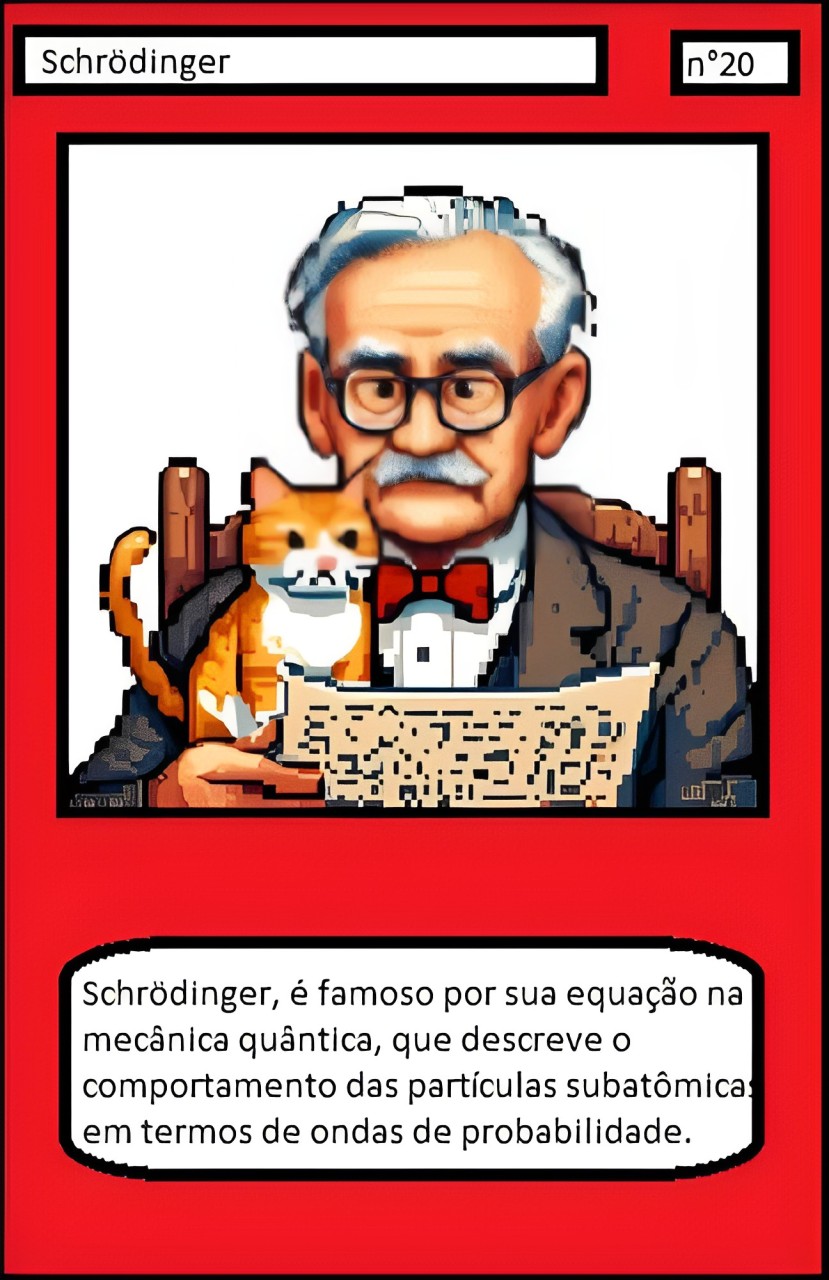 Schrödinger
n°20
Schrödinger, é famoso por sua equação na
mecânica quântica, que descreve o
comportamento das partículas subatômicas
em termos de ondas de probabilidade.